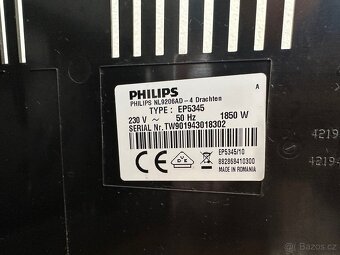 PHILIPS
PHILIPS NL9206AD-4 Drachten
A
TYPE : EP5345
230 V ~ 50 Hz 1850 W
SERIAL Nr. TW901943018302
EP5345/10
882868410300
MADE IN ROMANIA
4219
4219
bazos.cz